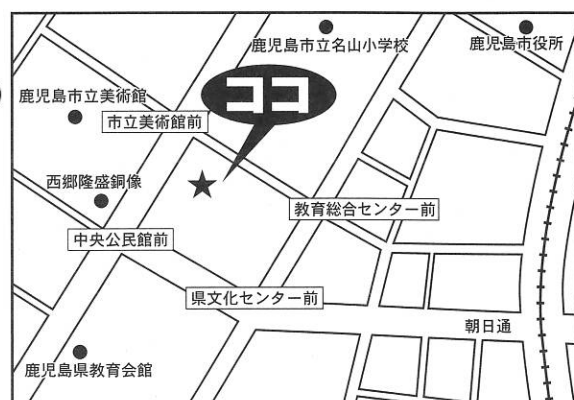 鹿児島市立名山小学校
鹿児島市役所
鹿児島市立美術館
ココ
市立美術館前
西郷隆盛銅像
教育総合センター前
中央公民館前
県文化センター前
朝日通
鹿児島県教育会館